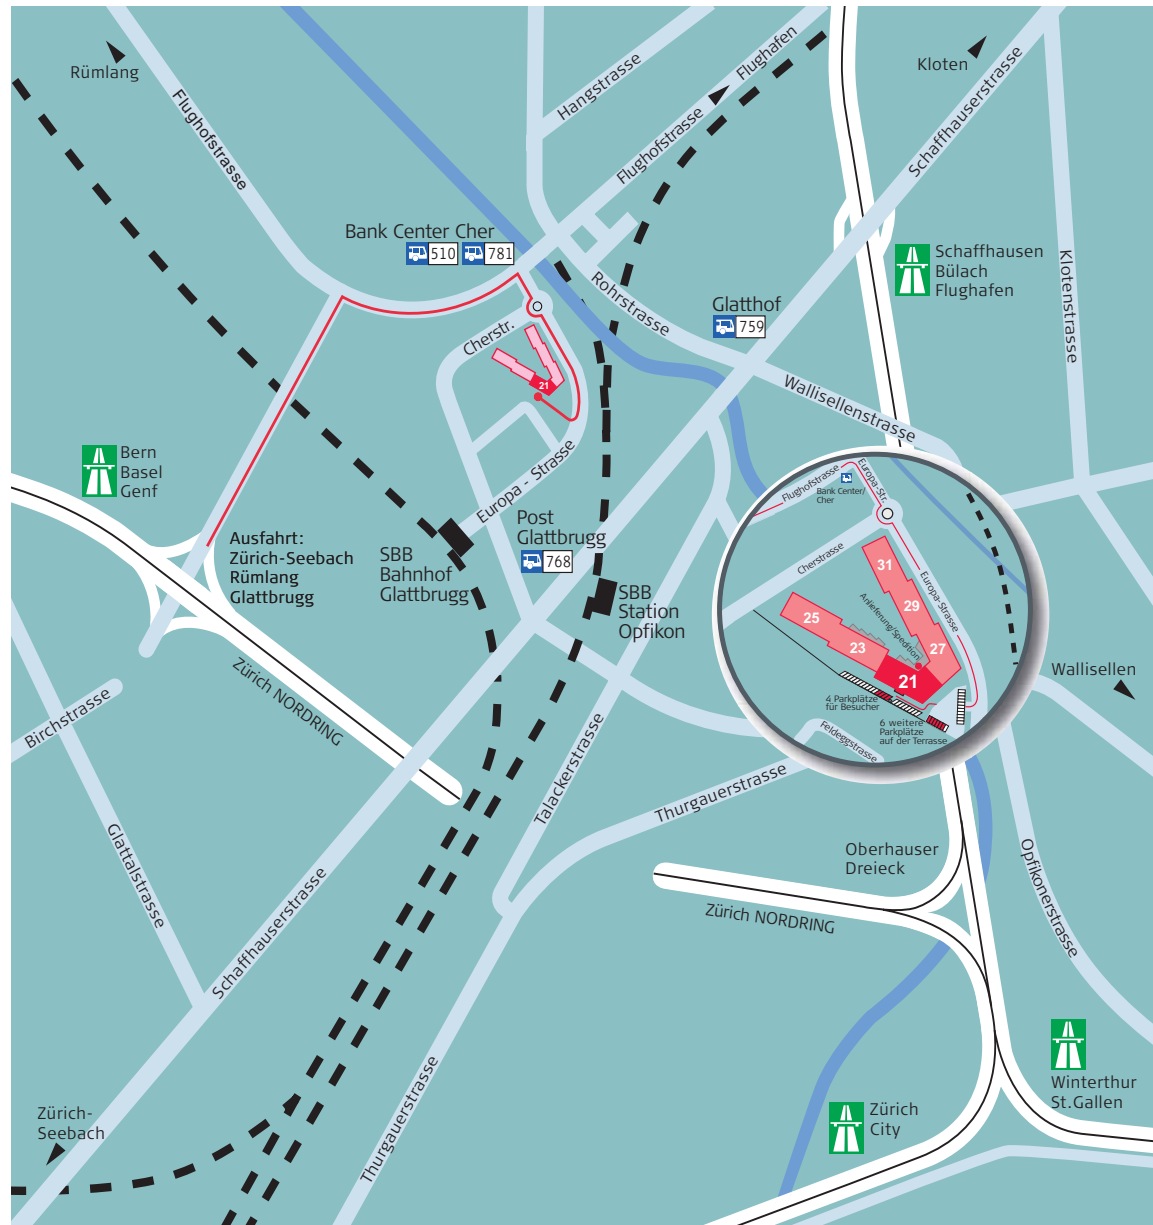 Rümlang
Flughofstrasse
Hangstrasse
Flughafen
Flughofstrasse
Kloten
Schaffhauserstrasse
Bank Center Cher
510
781
Schaffhausen
Bülach
Flughafen
Klotenstrasse
Rohrstrasse
Glatthof
759
Cherstr.
21
Wallisellenstrasse
Bern
Basel
Genf
Europa - Strasse
Ausfahrt:
Zürich-Seebach
Rümlang
Glattbrugg
SBB
Bahnhof
Glattbrugg
Post
Glattbrugg
768
SBB
Station
Opfikon
Flughofstrasse
Europa-Str.
Bank Center/
Cher
Cherstrasse
Europa-Strasse
Anlieferung/Spedition
31
29
27
25
23
21
4 Parkplätze
für Besucher
6 weitere
Parkplätze
auf der Terrasse
Feldeggstrasse
Wallisellen
Zürich NORDRING
Birchstrasse
Talackerstrasse
Thurgauerstrasse
Glattalstrasse
Schaffhauserstrasse
Oberhauser
Dreieck
Zürich NORDRING
Opfikonerstrasse
Thurgauerstrasse
Winterthur
St.Gallen
Zürich
City
Zürich-
Seebach